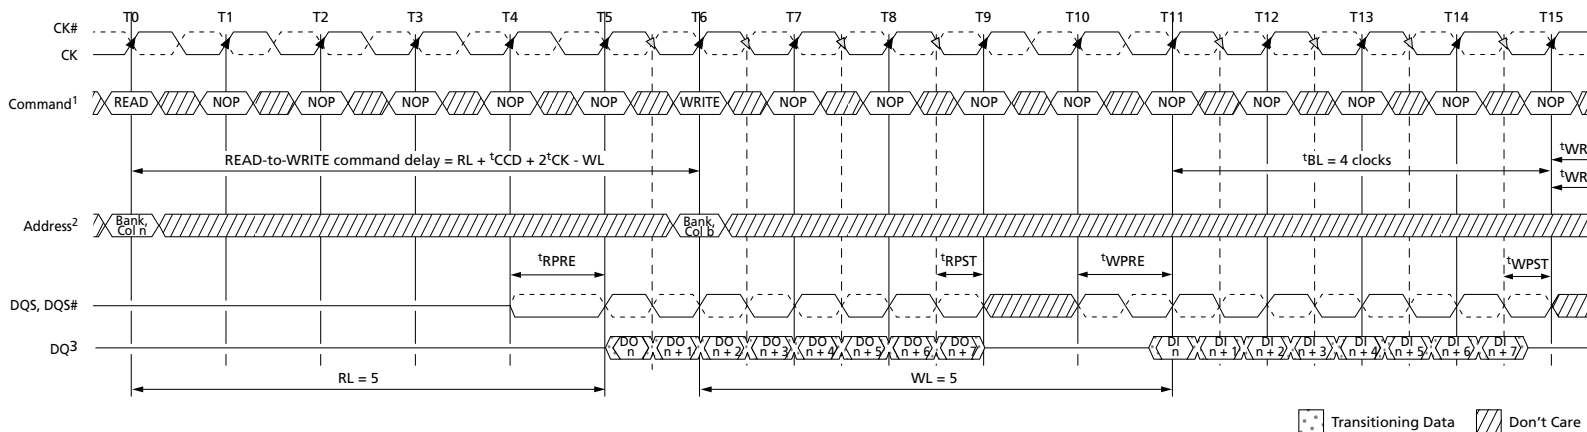 T0 T1 T2 T3 T4 T5 T6 T7 T8 T9 T10 T11 T12 T13 T14 T15
CK#
CK
Command1 READ NOP NOP NOP NOP NOP WRITE NOP NOP NOP NOP NOP NOP NOP NOP NOP
READ-to-WRITE command delay = RL + tCCD + 2tCK - WL
tBL = 4 clocks
tWR
tWR
Address2 Bank, Col n Bank, Col b
tRPRE tRPST tWPRE tWPST
DQS, DQS#
DQ3 DO n DO n + 1 DO n + 2 DO n + 3 DO n + 4 DO n + 5 DO n + 6 DO n + 7 DI n DI n + 1 DI n + 2 DI n + 3 DI n + 4 DI n + 5 DI n + 6 DI n + 7
RL = 5 WL = 5
Transitioning Data Don't Care